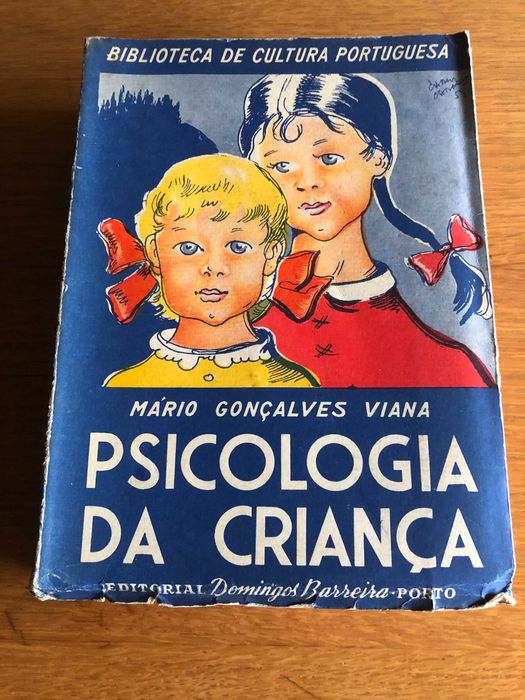 BIBLIOTECA DE CULTURA PORTUGUESA
MÁRIO GONÇALVES VIANA
PSICOLOGIA
DA CRIANÇA
EDITORIAL Domingos Barreira - PORTO